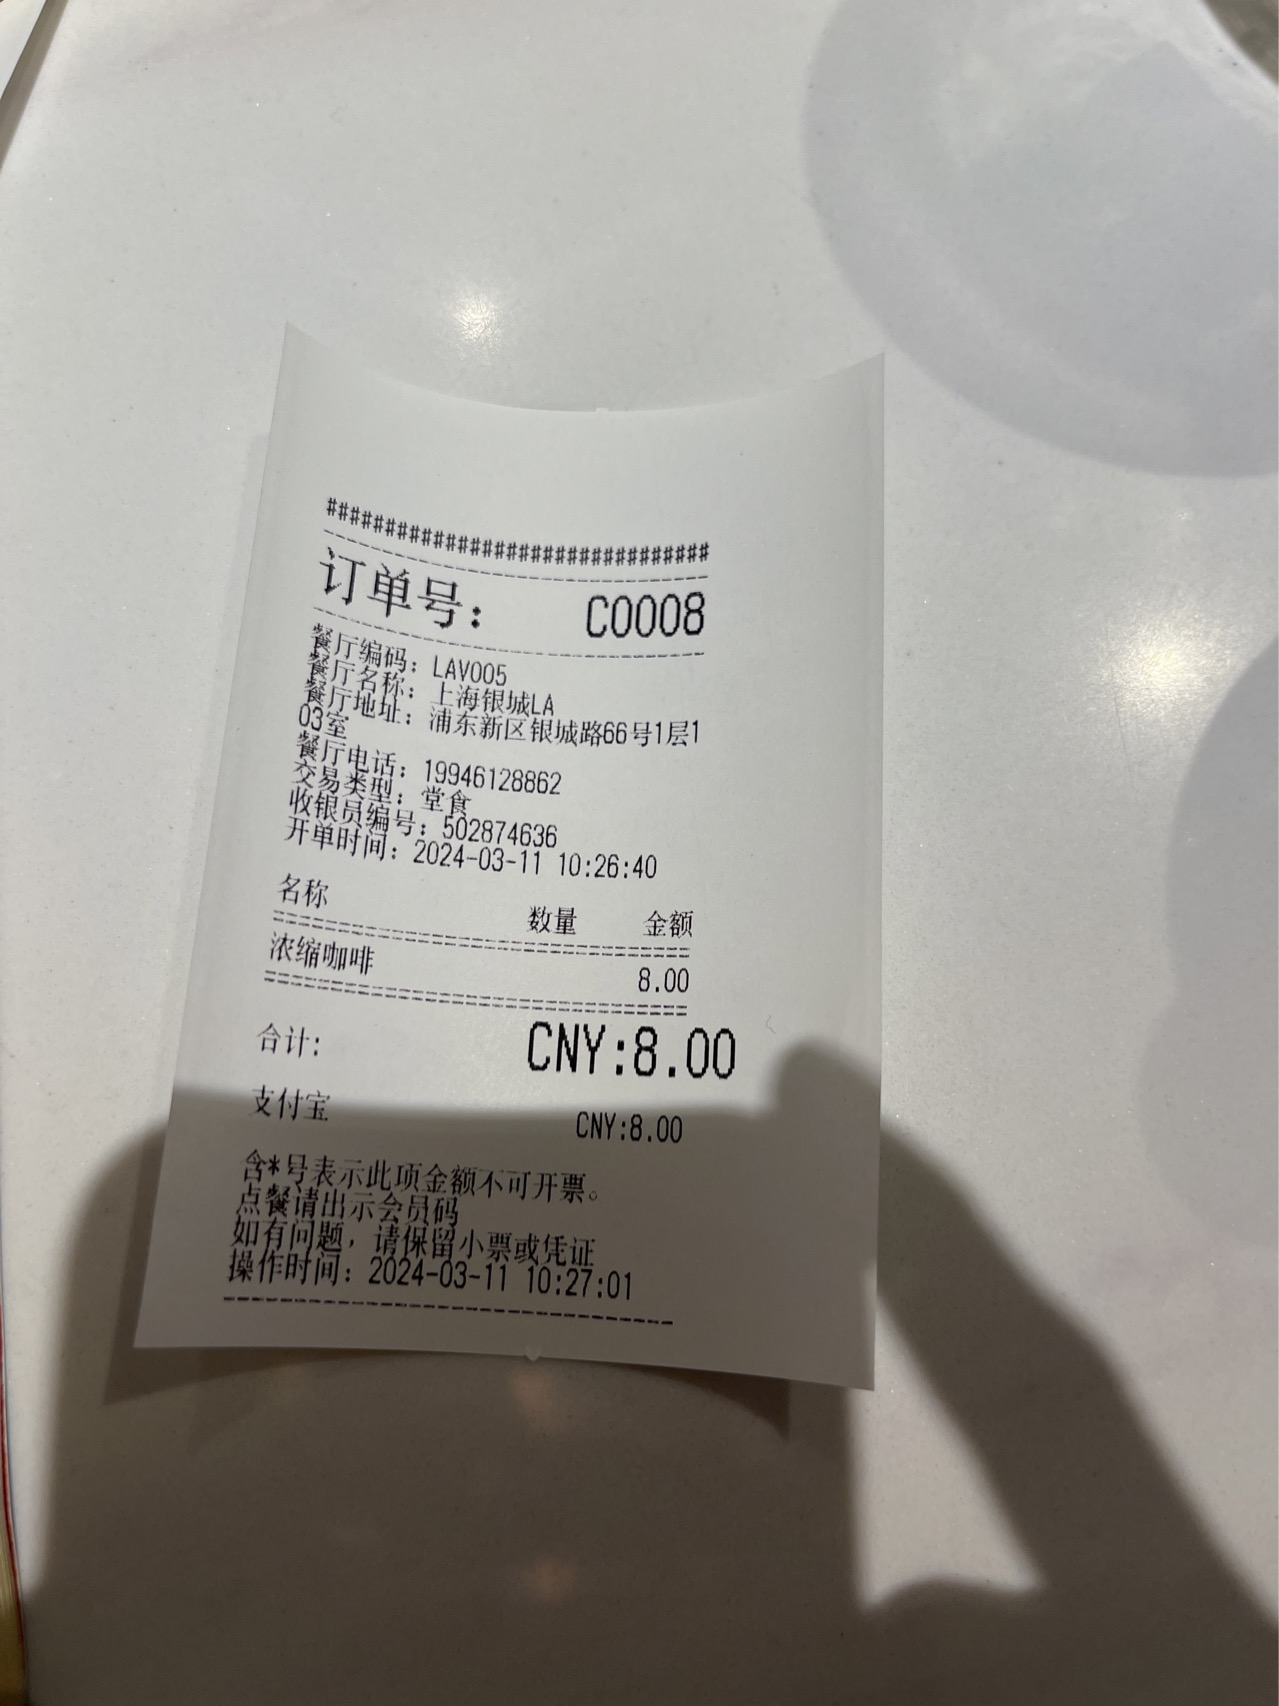 ################################
订单号： C0008
餐厅编码：LAV005
餐厅名称：上海银城LA
餐厅地址：浦东新区银城路66号1层1
03室
餐厅电话：19946128862
交易类型：堂食
收银员编号：502874636
开单时间：2024-03-11 10:26:40
名称 数量 金额
浓缩咖啡 8.00
合计： CNY:8.00
支付宝 CNY:8.00
含*号表示此项金额不可开票。
点餐请出示会员码
如有问题，请保留小票或凭证
操作时间：2024-03-11 10:27:01